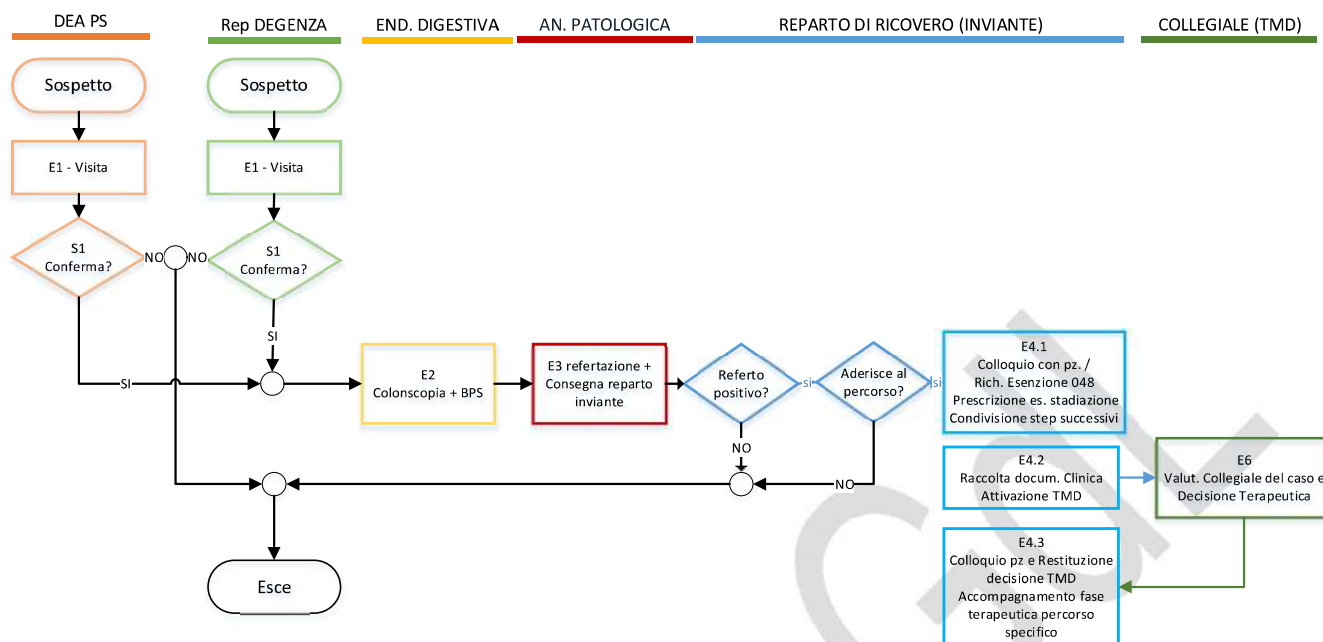 DEA PS
Rep DEGENZA
END. DIGESTIVA
AN. PATOLOGICA
REPARTO DI RICOVERO (INVIANTE)
COLLEGIALE (TMD)
Sospetto
Sospetto
E1 - Visita
E1 - Visita
S1
Conferma?
NO
NO
S1
Conferma?
SI
SI
E2
Colonscopia + BPS
E3 refertazione +
Consegna reparto
inviante
Referto
positivo?
si
Aderisce al
percorso?
si
NO
NO
E4.1
Colloquio con pz. /
Rich. Esenzione 048
Prescrizione es. stadiazione
Condivisione step successivi
E4.2
Raccolta docum. Clinica
Attivazione TMD
E6
Valut. Collegiale del caso e
Decisione Terapeutica
E4.3
Colloquio pz e Restituzione
decisione TMD
Accompagnamento fase
terapeutica percorso
specifico
Esce
GdL